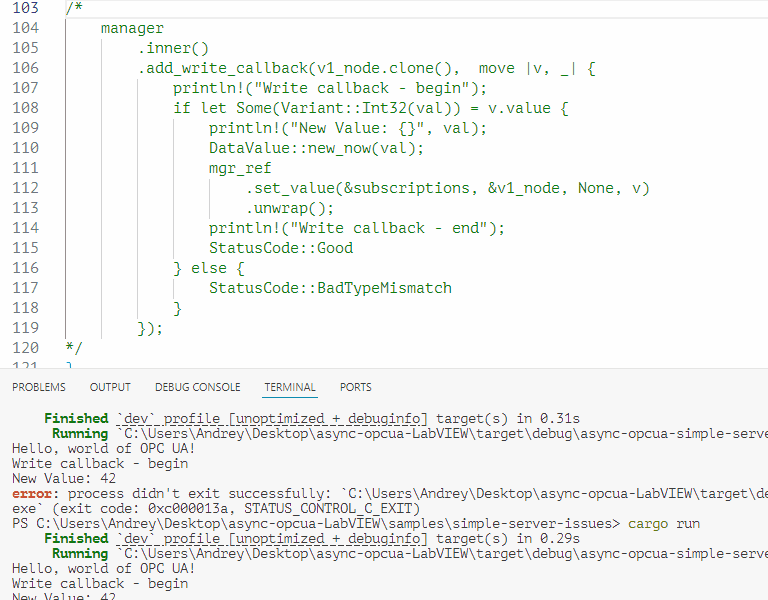 103 /*
104 manager
105 .inner()
106 .add_write_callback(v1_node.clone(),  move |v, _| {
107 println!("Write callback - begin");
108 if let Some(Variant::Int32(val)) = v.value {
109 println!("New Value: {}", val);
110 DataValue::new_now(val);
111 mgr_ref
112 .set_value(&subscriptions, &v1_node, None, v)
113 .unwrap();
114 println!("Write callback - end");
115 StatusCode::Good
116 } else {
117 StatusCode::BadTypeMismatch
118 }
119 });
120 */
121 }
PROBLEMS OUTPUT DEBUG CONSOLE TERMINAL PORTS
Finished `dev` profile [unoptimized + debuginfo] target(s) in 0.31s
Running `C:\Users\Andrey\Desktop\async-opcua-LabVIEW\target\debug\async-opcua-simple-serve
Hello, world of OPC UA!
Write callback - begin
New Value: 42
error: process didn't exit successfully: `C:\Users\Andrey\Desktop\async-opcua-LabVIEW\target\de
exe` (exit code: 0xc000013a, STATUS_CONTROL_C_EXIT)
PS C:\Users\Andrey\Desktop\async-opcua-LabVIEW\samples\simple-server-issues> cargo run
Finished `dev` profile [unoptimized + debuginfo] target(s) in 0.29s
Running `C:\Users\Andrey\Desktop\async-opcua-LabVIEW\target\debug\async-opcua-simple-serve
Hello, world of OPC UA!
Write callback - begin
New Value: 42